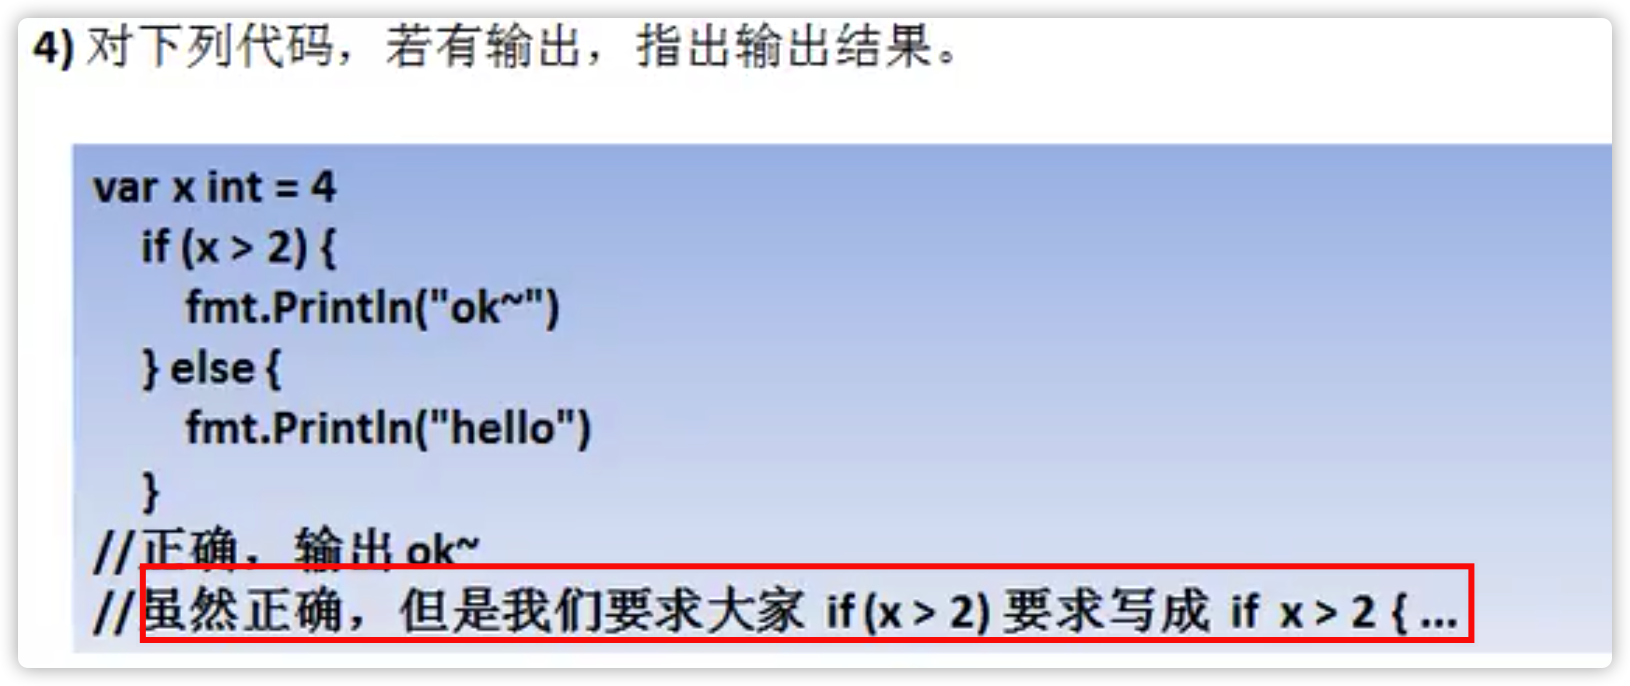 4) 对下列代码，若有输出，指出输出结果。
var x int = 4
if (x > 2) {
fmt.Println("ok~")
} else {
fmt.Println("hello")
}
//正确，输出 ok~
//虽然正确，但是我们要求大家 if (x > 2) 要求写成 if x > 2 { ...